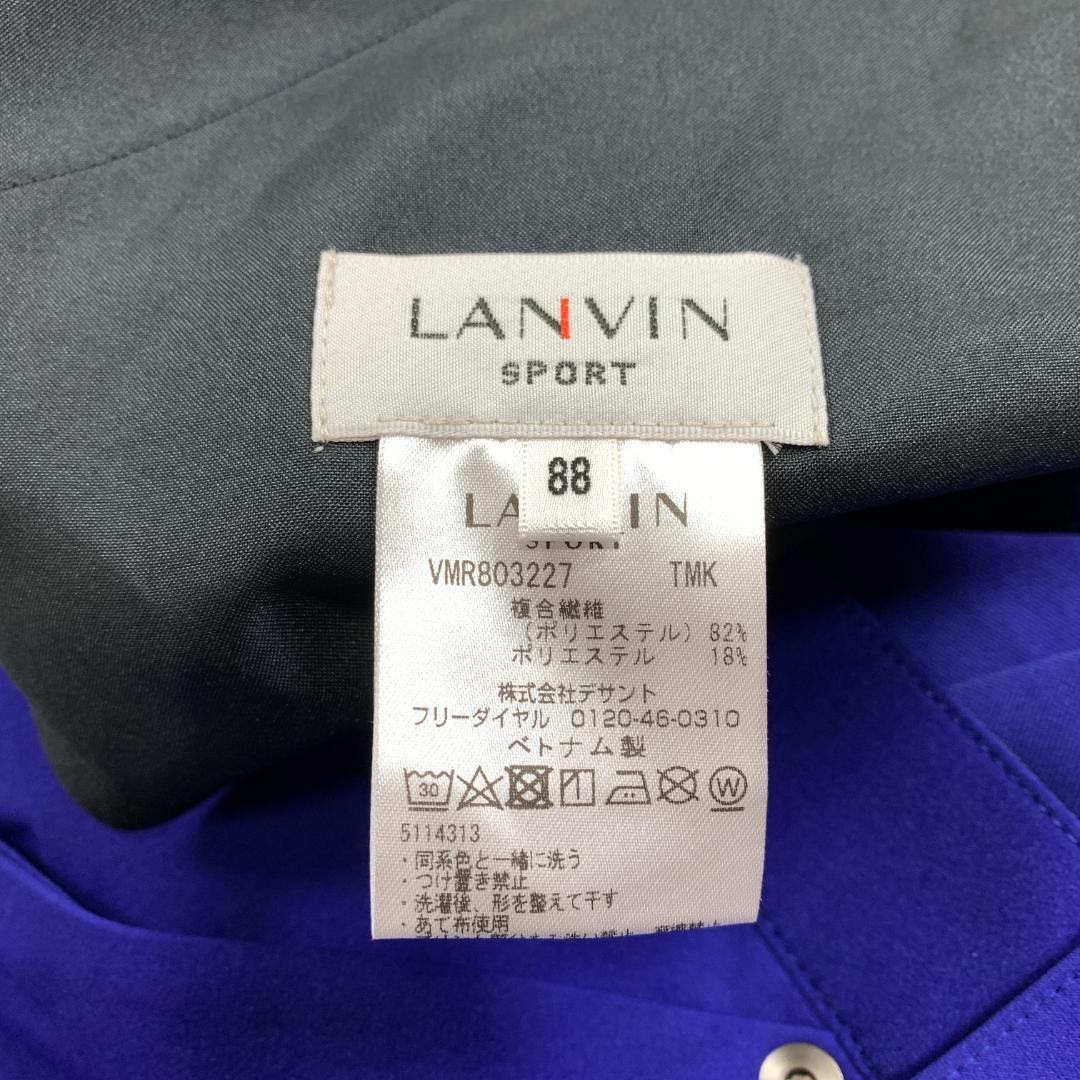 LANVIN
SPORT
88
LA IN
SPORT
VMR803227 TMK
複合繊維
(ポリエステル) 82%
ポリエステル 18%
株式会社デサント
フリーダイヤル 0120-46-0310
ベトナム製
30
W
5114313
・同系色と一緒に洗う
・つけ置き禁止
・洗濯後、形を整えて干す
・あて布使用